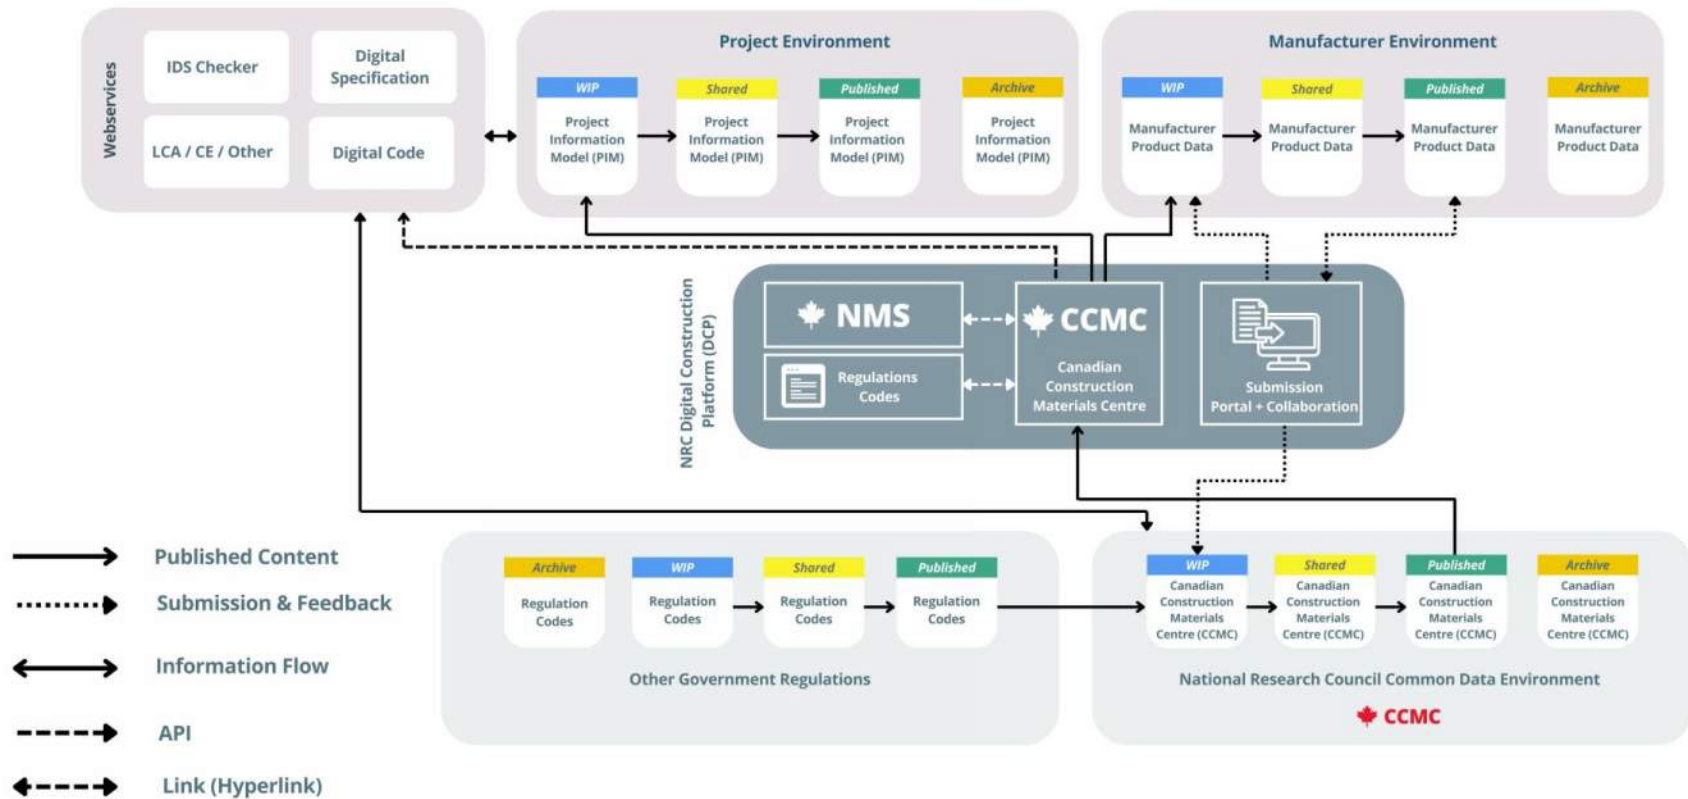 Webservices
IDS Checker
Digital
Specification
LCA / CE / Other
Digital Code
Project Environment
WIP
Project
Information
Model (PIM)
Shared
Project
Information
Model (PIM)
Published
Project
Information
Model (PIM)
Archive
Project
Information
Model (PIM)
Manufacturer Environment
WIP
Manufacturer
Product Data
Shared
Manufacturer
Product Data
Published
Manufacturer
Product Data
Archive
Manufacturer
Product Data
NRC Digital Construction
Platform (DCP)
NMS
Regulations
Codes
CCMC
Canadian
Construction
Materials Centre
Submission
Portal + Collaboration
Published Content
Submission & Feedback
Information Flow
API
Link (Hyperlink)
Archive
Regulation
Codes
WIP
Regulation
Codes
Shared
Regulation
Codes
Published
Regulation
Codes
Other Government Regulations
WIP
Canadian
Construction
Materials
Centre (CCMC)
Shared
Canadian
Construction
Materials
Centre (CCMC)
Published
Canadian
Construction
Materials
Centre (CCMC)
Archive
Canadian
Construction
Materials
Centre (CCMC)
National Research Council Common Data Environment
CCMC